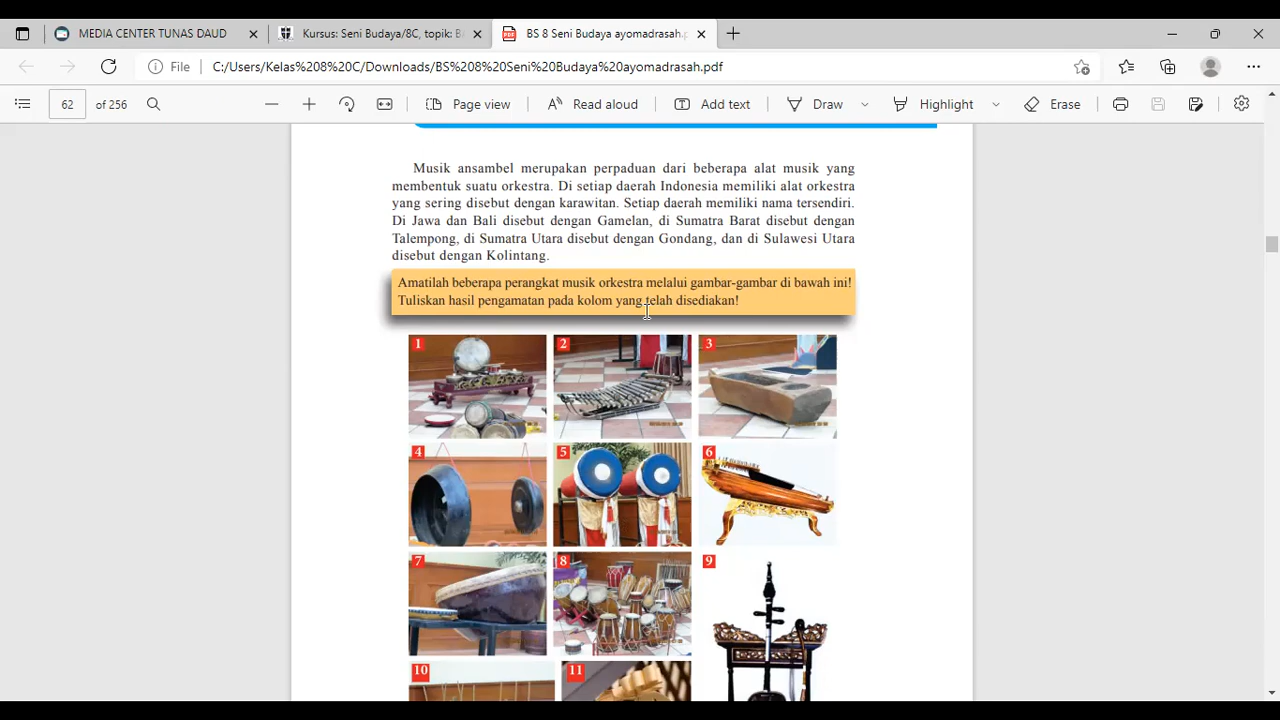 MEDIA CENTER TUNAS DAUD
Kursus: Seni Budaya/8C, topik: B
BS 8 Seni Budaya ayomadrasah.p
File
C:/Users/Kelas%208%20C/Downloads/BS%208%20Seni%20Budaya%20ayomadrasah.pdf
62 of 256
Page view
Read aloud
Add text
Draw
Highlight
Erase
Musik ansambel merupakan perpaduan dari beberapa alat musik yang
membentuk suatu orkestra. Di setiap daerah Indonesia memiliki alat orkestra
yang sering disebut dengan karawitan. Setiap daerah memiliki nama tersendiri.
Di Jawa dan Bali disebut dengan Gamelan, di Sumatra Barat disebut dengan
Talempong, di Sumatra Utara disebut dengan Gondang, dan di Sulawesi Utara
disebut dengan Kolintang.
Amatilah beberapa perangkat musik orkestra melalui gambar-gambar di bawah ini!
Tuliskan hasil pengamatan pada kolom yang telah disediakan!
1
2
3
4
5
6
7
8
9
10
11